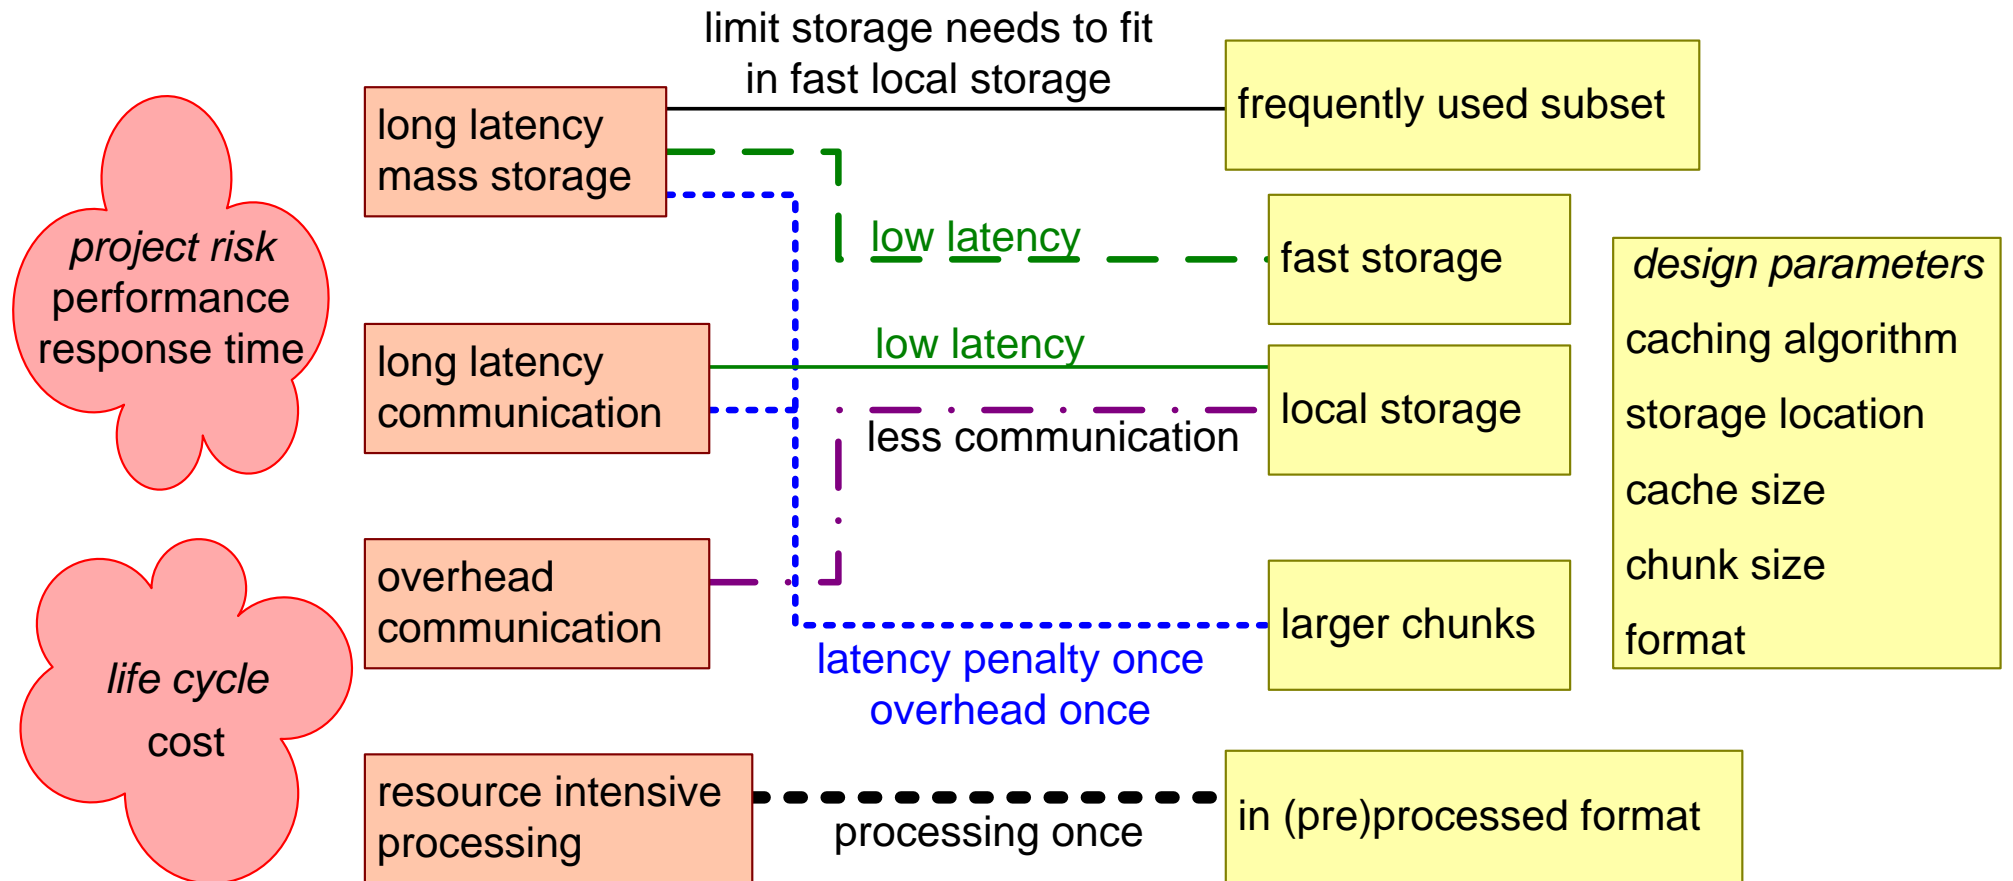 limit storage needs to fit
in fast local storage
long latency
mass storage
frequently used subset
project risk
performance
response time
low latency
fast storage
long latency
communication
low latency
local storage
less communication
overhead
communication
larger chunks
latency penalty once
overhead once
life cycle
cost
resource intensive
processing
processing once
in (pre)processed format
design parameters
caching algorithm
storage location
cache size
chunk size
format